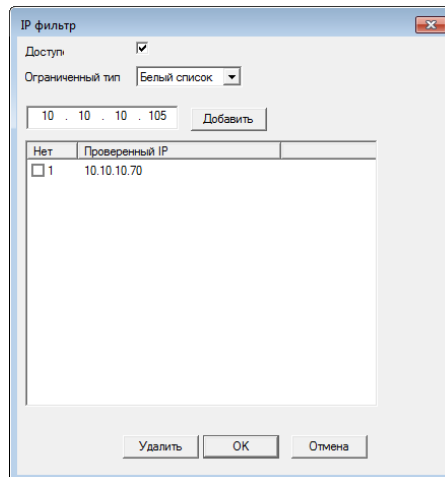 IP фильтр
Доступ
Ограниченный тип Белый список
10 . 10 . 10 . 105 Добавить
Нет Проверенный IP
1 10.10.10.70
Удалить OK Отмена